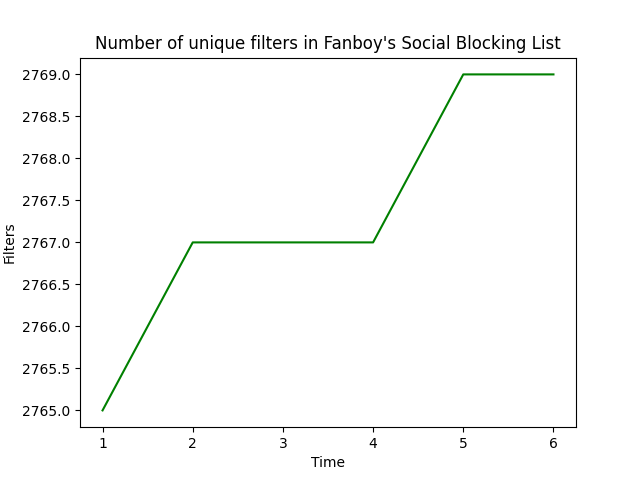 Number of unique filters in Fanboy's Social Blocking List
2769.0
2768.5
2768.0
2767.5
2767.0
2766.5
2766.0
2765.5
2765.0
Filters
1 2 3 4 5 6
Time